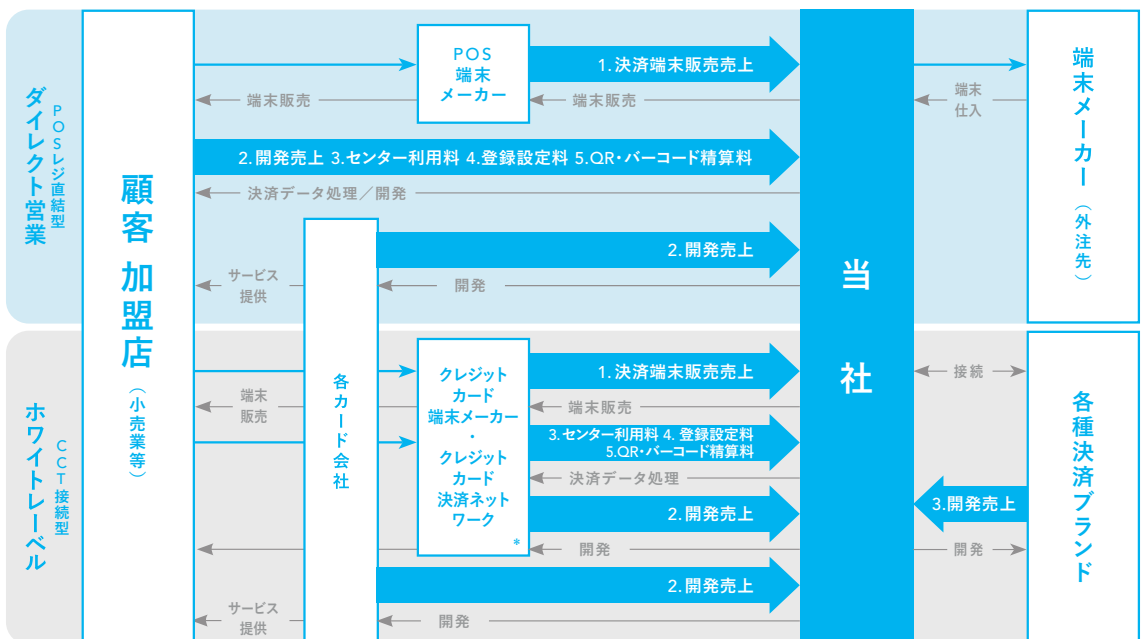 ダイレクト営業
POSレジ直結型
顧客 加盟店
（小売業等）
POS
端末
メーカー
1.決済端末販売売上
端末販売
端末販売
2.開発売上 3.センター利用料 4.登録設定料 5.QR・バーコード精算料
決済データ処理／開発
2.開発売上
サービス
提供
開発
当社
端末
仕入
端末メーカー（外注先）
ホワイトレーベル
CCT接続型
各カード会社
端末
販売
クレジット
カード
端末メーカー
・
クレジット
カード
決済ネット
ワーク
*
1.決済端末販売売上
端末販売
3.センター利用料 4. 登録設定料
5.QR・バーコード精算料
決済データ処理
2.開発売上
開発
2.開発売上
サービス
提供
開発
接続
3.開発売上
開発
各種決済ブランド